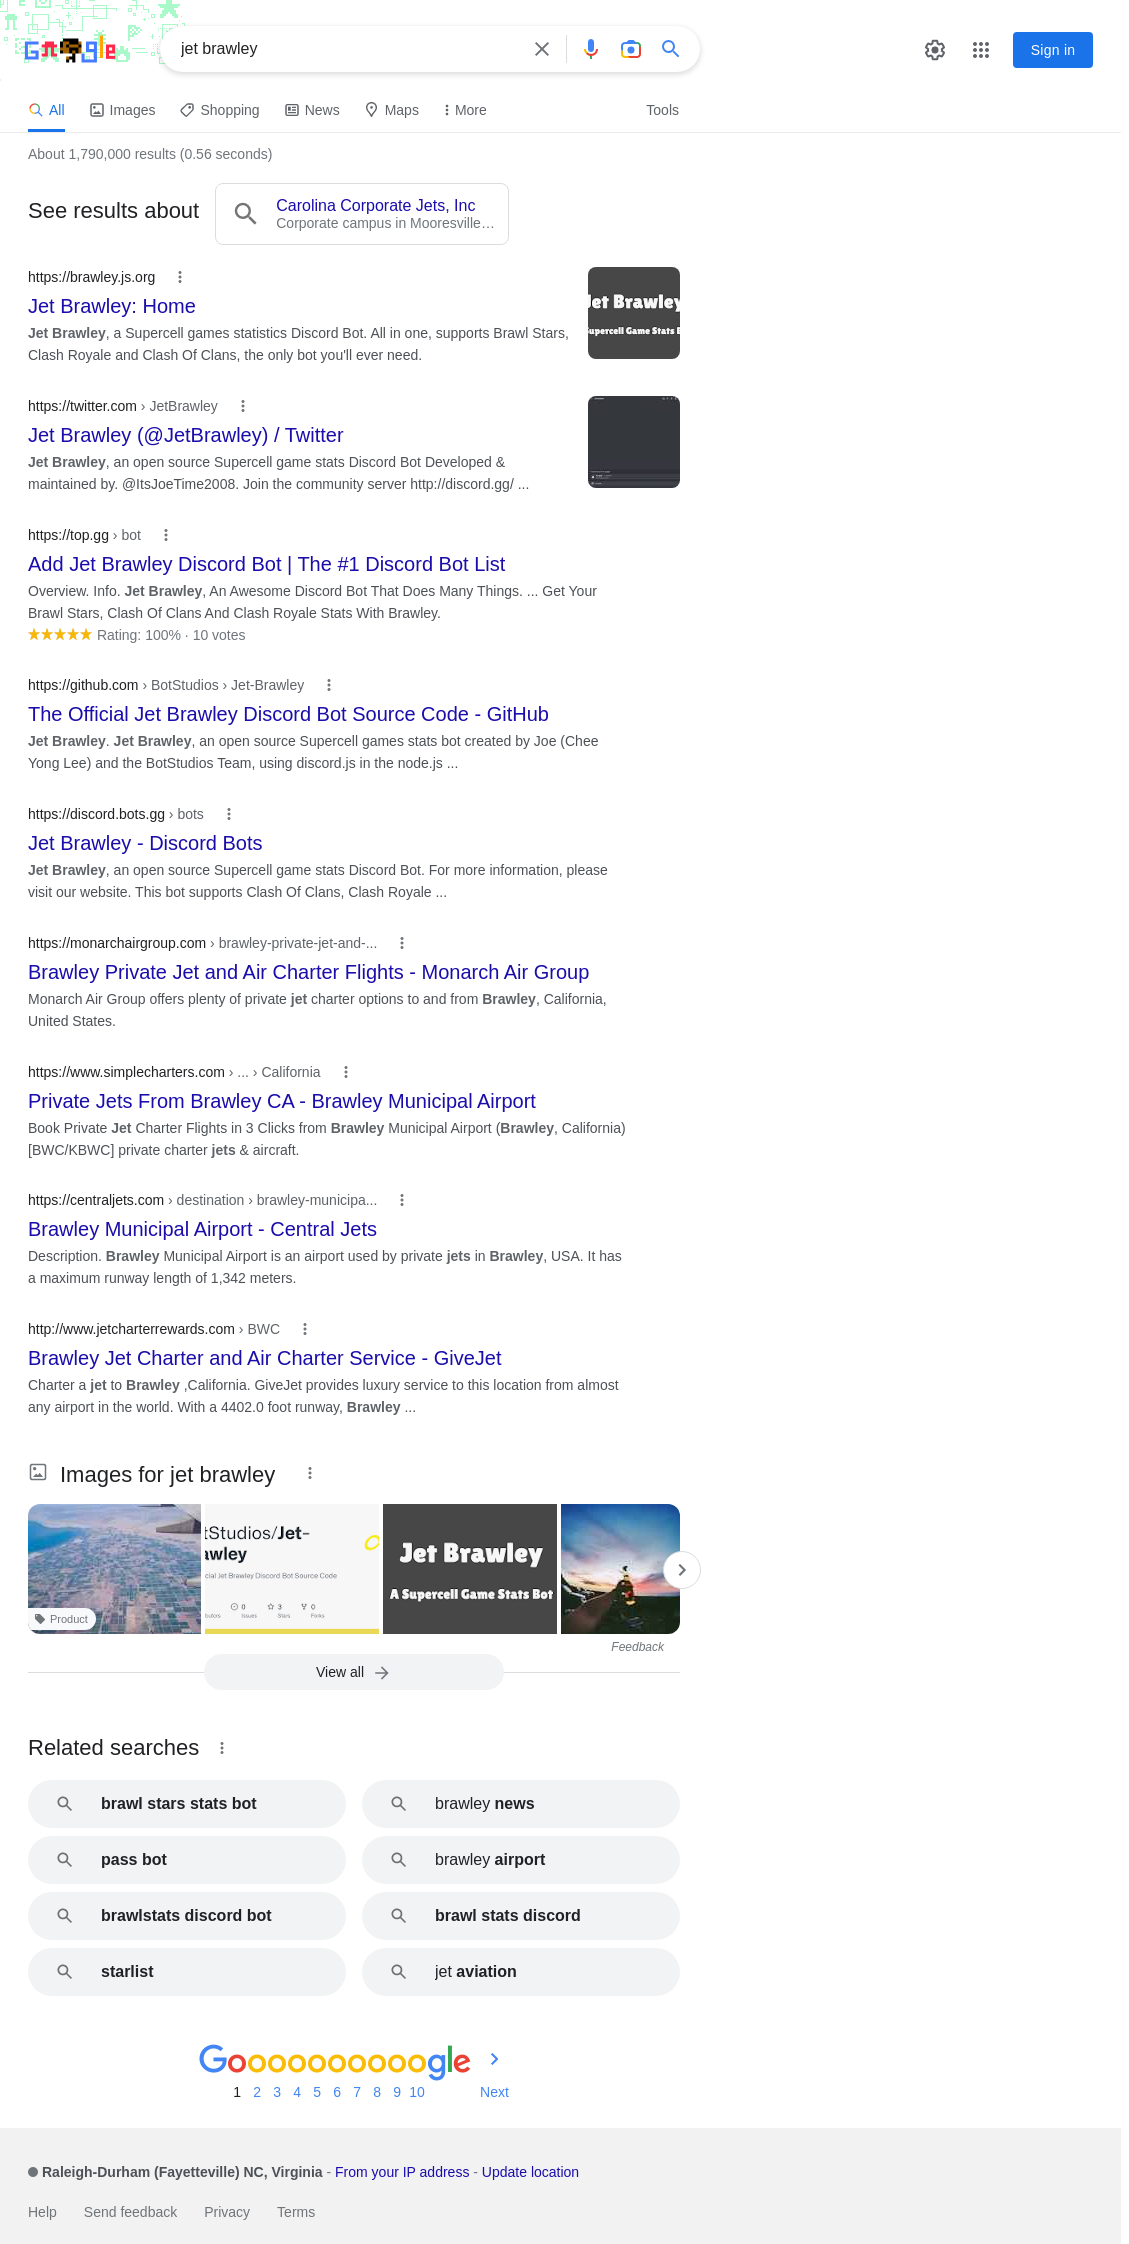 jet brawley
Sign in
All
Images
Shopping
News
Maps
More
Tools
About 1,790,000 results (0.56 seconds)
See results about
Carolina Corporate Jets, Inc
Corporate campus in Mooresville…
https://brawley.js.org
Jet Brawley: Home
Jet Brawley, a Supercell games statistics Discord Bot. All in one, supports Brawl Stars,
Clash Royale and Clash Of Clans, the only bot you'll ever need.
Jet Brawley
Supercell Game Stats B
https://twitter.com › JetBrawley
Jet Brawley (@JetBrawley) / Twitter
Jet Brawley, an open source Supercell game stats Discord Bot Developed &
maintained by. @ItsJoeTime2008. Join the community server http://discord.gg/ ...
https://top.gg › bot
Add Jet Brawley Discord Bot | The #1 Discord Bot List
Overview. Info. Jet Brawley, An Awesome Discord Bot That Does Many Things. ... Get Your
Brawl Stars, Clash Of Clans And Clash Royale Stats With Brawley.
Rating: 100% · 10 votes
https://github.com › BotStudios › Jet-Brawley
The Official Jet Brawley Discord Bot Source Code - GitHub
Jet Brawley. Jet Brawley, an open source Supercell games stats bot created by Joe (Chee
Yong Lee) and the BotStudios Team, using discord.js in the node.js ...
https://discord.bots.gg › bots
Jet Brawley - Discord Bots
Jet Brawley, an open source Supercell game stats Discord Bot. For more information, please
visit our website. This bot supports Clash Of Clans, Clash Royale ...
https://monarchairgroup.com › brawley-private-jet-and-...
Brawley Private Jet and Air Charter Flights - Monarch Air Group
Monarch Air Group offers plenty of private jet charter options to and from Brawley, California,
United States.
https://www.simplecharters.com › ... › California
Private Jets From Brawley CA - Brawley Municipal Airport
Book Private Jet Charter Flights in 3 Clicks from Brawley Municipal Airport (Brawley, California)
[BWC/KBWC] private charter jets & aircraft.
https://centraljets.com › destination › brawley-municipa...
Brawley Municipal Airport - Central Jets
Description. Brawley Municipal Airport is an airport used by private jets in Brawley, USA. It has
a maximum runway length of 1,342 meters.
http://www.jetcharterrewards.com › BWC
Brawley Jet Charter and Air Charter Service - GiveJet
Charter a jet to Brawley ,California. GiveJet provides luxury service to this location from almost
any airport in the world. With a 4402.0 foot runway, Brawley ...
Images for jet brawley
Product
tStudios/Jet-
awley
cial Jet Brawley Discord Bot Source Code
0 3 0
Issues Stars Forks
Jet Brawley
A Supercell Game Stats Bot
Feedback
View all
Related searches
brawl stars stats bot
brawley news
pass bot
brawley airport
brawlstats discord bot
brawl stats discord
starlist
jet aviation
Goooooooooogle
1 2 3 4 5 6 7 8 9 10 Next
Raleigh-Durham (Fayetteville) NC, Virginia - From your IP address - Update location
Help Send feedback Privacy Terms